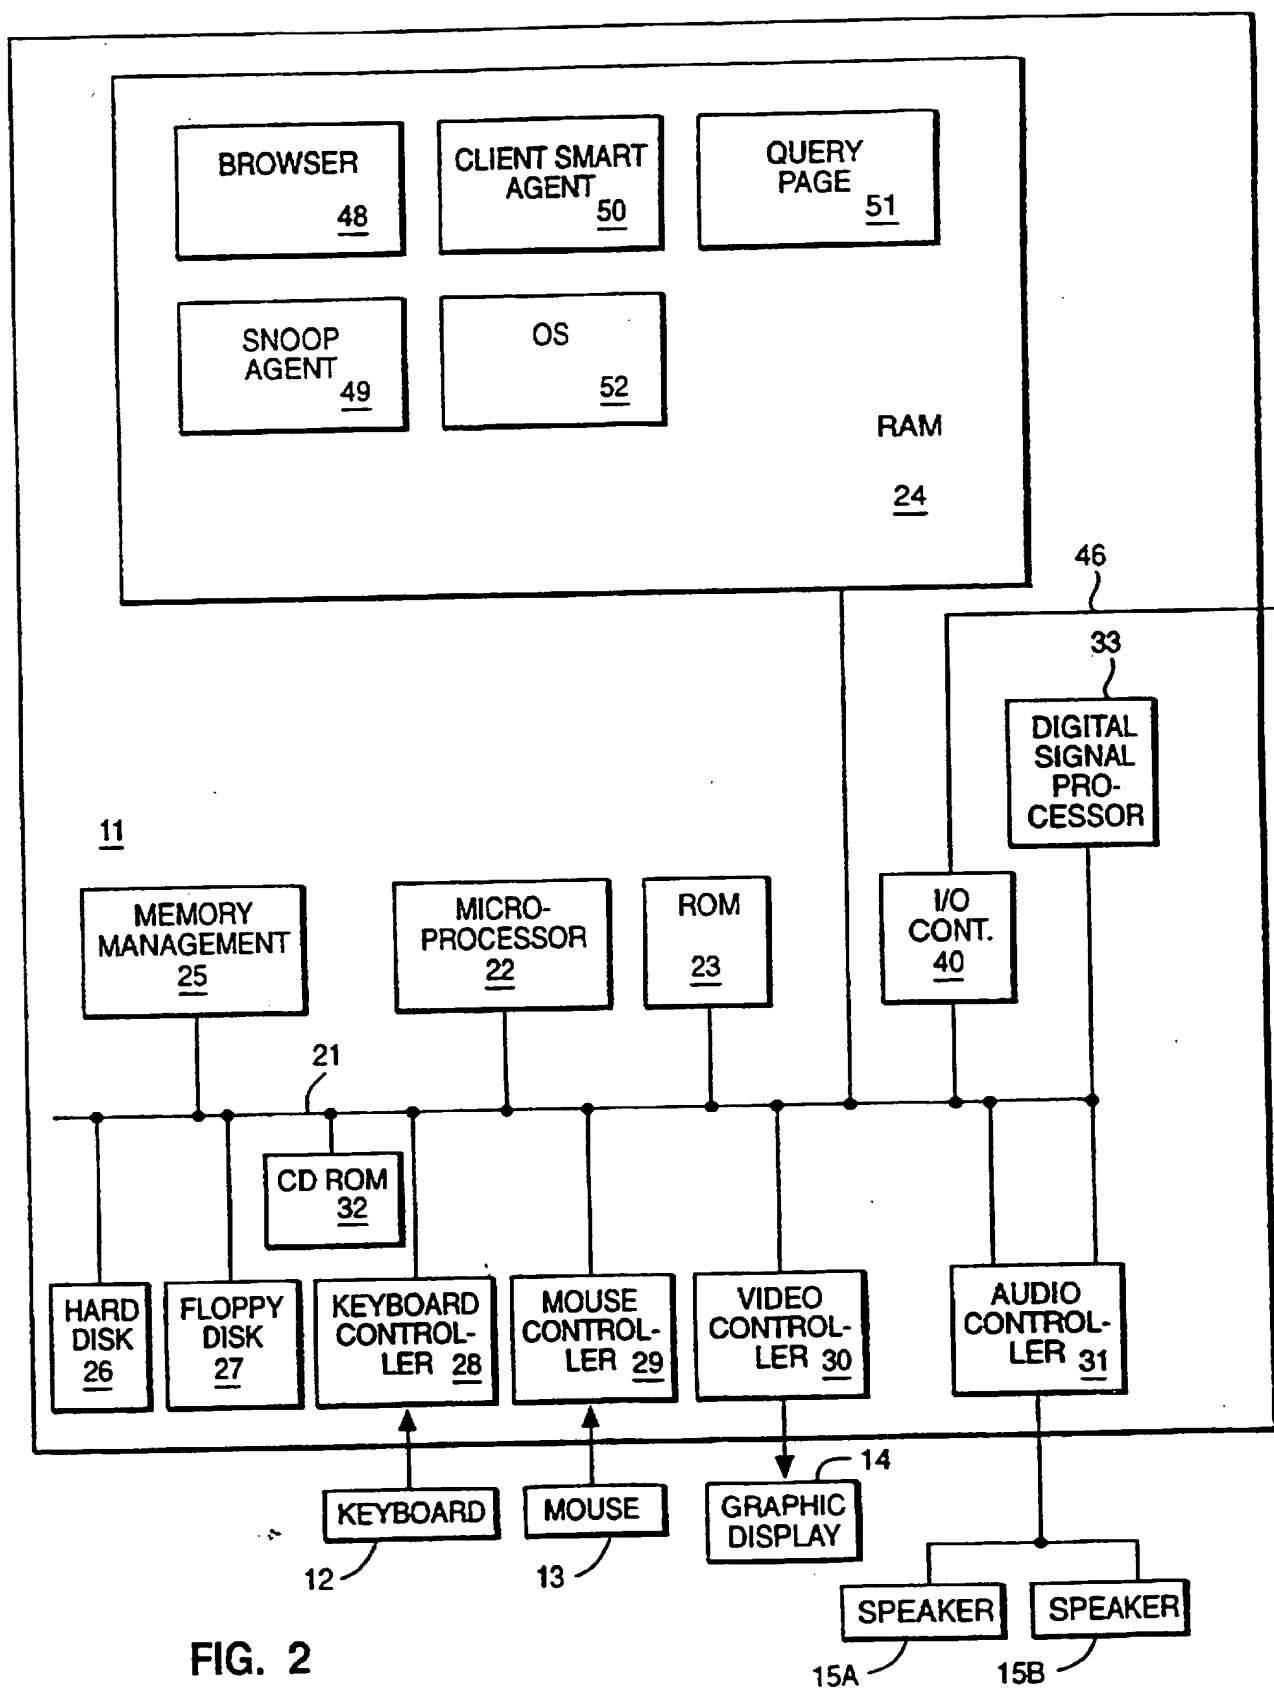 BROWSER
48
CLIENT SMART
AGENT
50
QUERY
PAGE
51
SNOOP
AGENT
49
OS
52
RAM
24
46
33
DIGITAL
SIGNAL
PRO-
CESSOR
11
MEMORY
MANAGEMENT
25
MICRO-
PROCESSOR
22
ROM
23
I/O
CONT.
40
21
CD ROM
32
HARD
DISK
26
FLOPPY
DISK
27
KEYBOARD
CONTROL-
LER 28
MOUSE
CONTROL-
LER 29
VIDEO
CONTROL-
LER 30
AUDIO
CONTROL-
LER 31
KEYBOARD
12
MOUSE
13
14
GRAPHIC
DISPLAY
SPEAKER
15A
SPEAKER
15B
FIG. 2